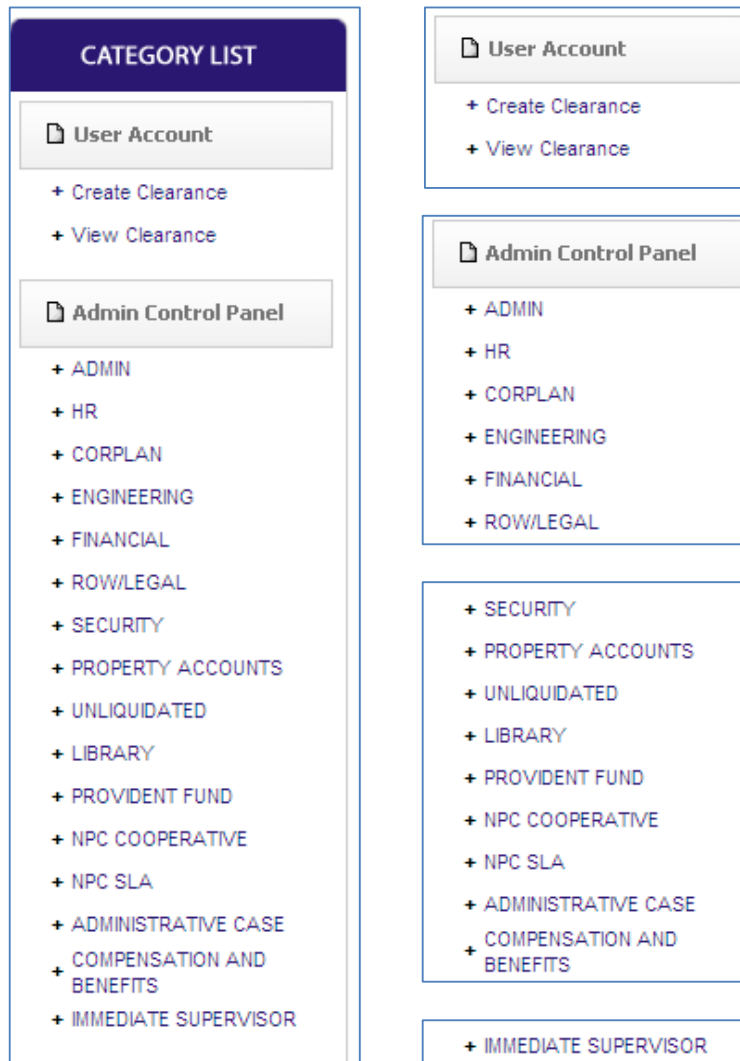 CATEGORY LIST
User Account
+ Create Clearance
+ View Clearance
Admin Control Panel
+ ADMIN
+ HR
+ CORPLAN
+ ENGINEERING
+ FINANCIAL
+ ROW/LEGAL
+ SECURITY
+ PROPERTY ACCOUNTS
+ UNLIQUIDATED
+ LIBRARY
+ PROVIDENT FUND
+ NPC COOPERATIVE
+ NPC SLA
+ ADMINISTRATIVE CASE
+ COMPENSATION AND
BENEFITS
+ IMMEDIATE SUPERVISOR
User Account
+ Create Clearance
+ View Clearance
Admin Control Panel
+ ADMIN
+ HR
+ CORPLAN
+ ENGINEERING
+ FINANCIAL
+ ROW/LEGAL
+ SECURITY
+ PROPERTY ACCOUNTS
+ UNLIQUIDATED
+ LIBRARY
+ PROVIDENT FUND
+ NPC COOPERATIVE
+ NPC SLA
+ ADMINISTRATIVE CASE
+ COMPENSATION AND
BENEFITS
+ IMMEDIATE SUPERVISOR